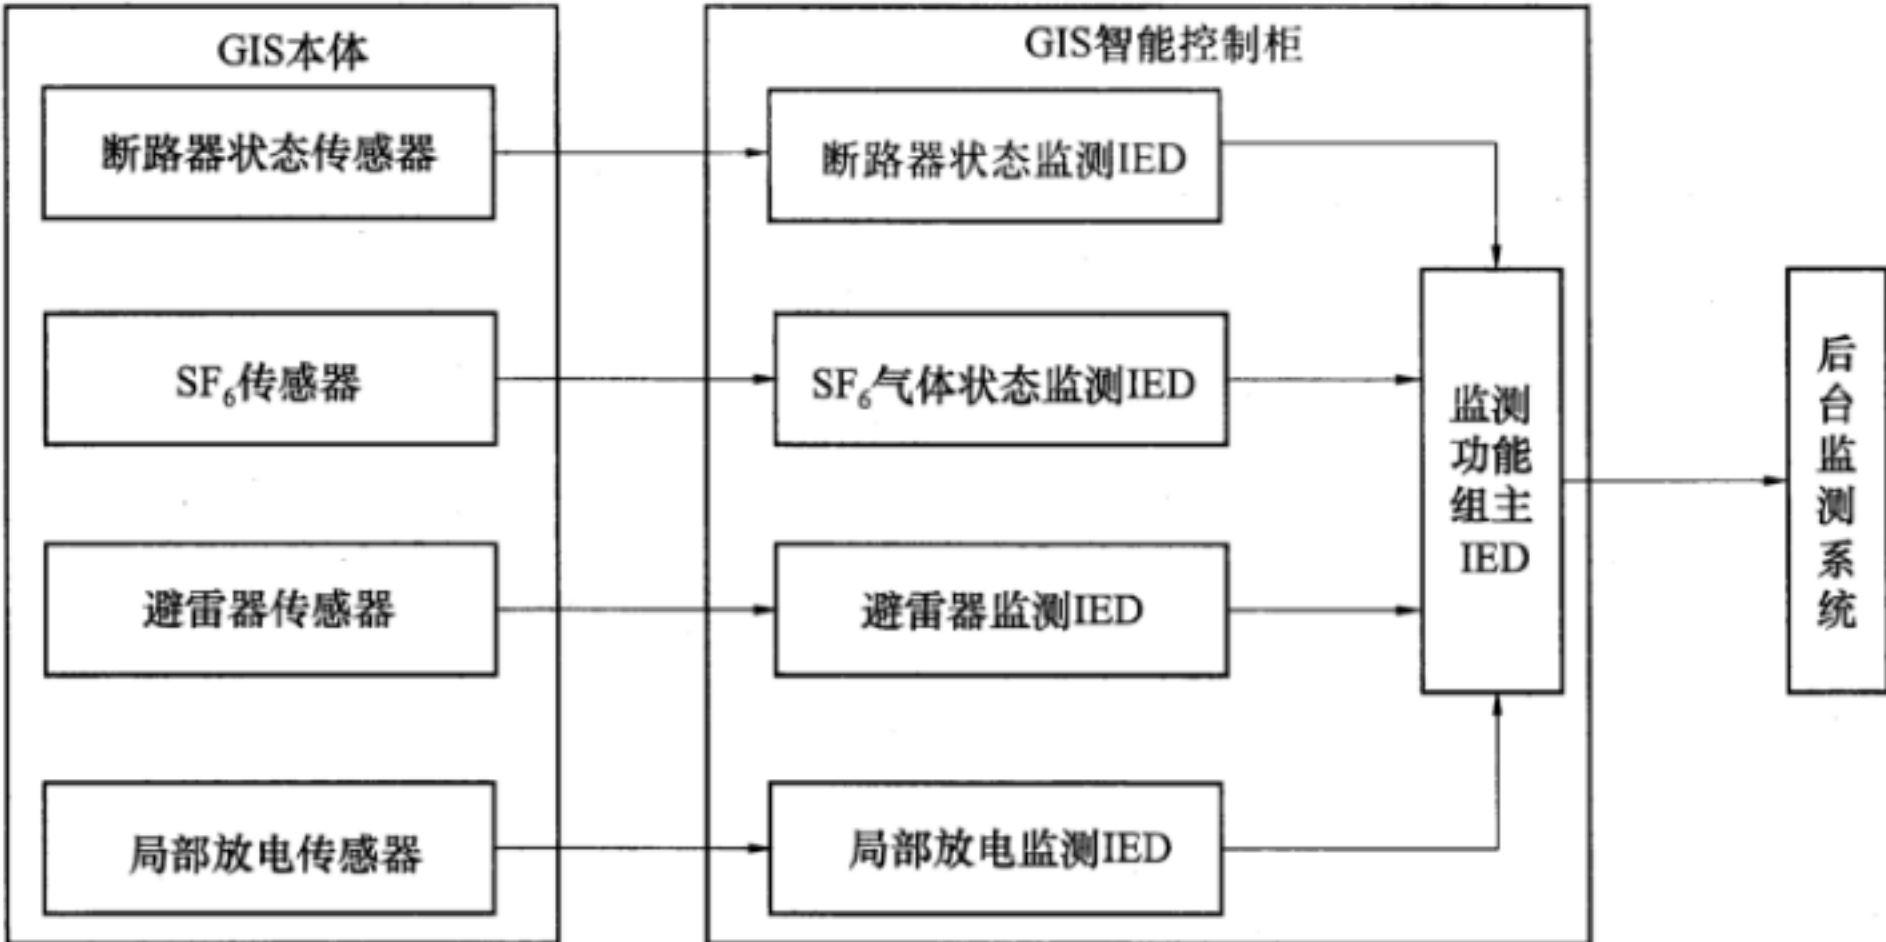 GIS本体
断路器状态传感器
SF₆传感器
避雷器传感器
局部放电传感器
GIS智能控制柜
断路器状态监测IED
SF₆气体状态监测IED
避雷器监测IED
局部放电监测IED
监测
功能
组主
IED
后
台
监
测
系
统